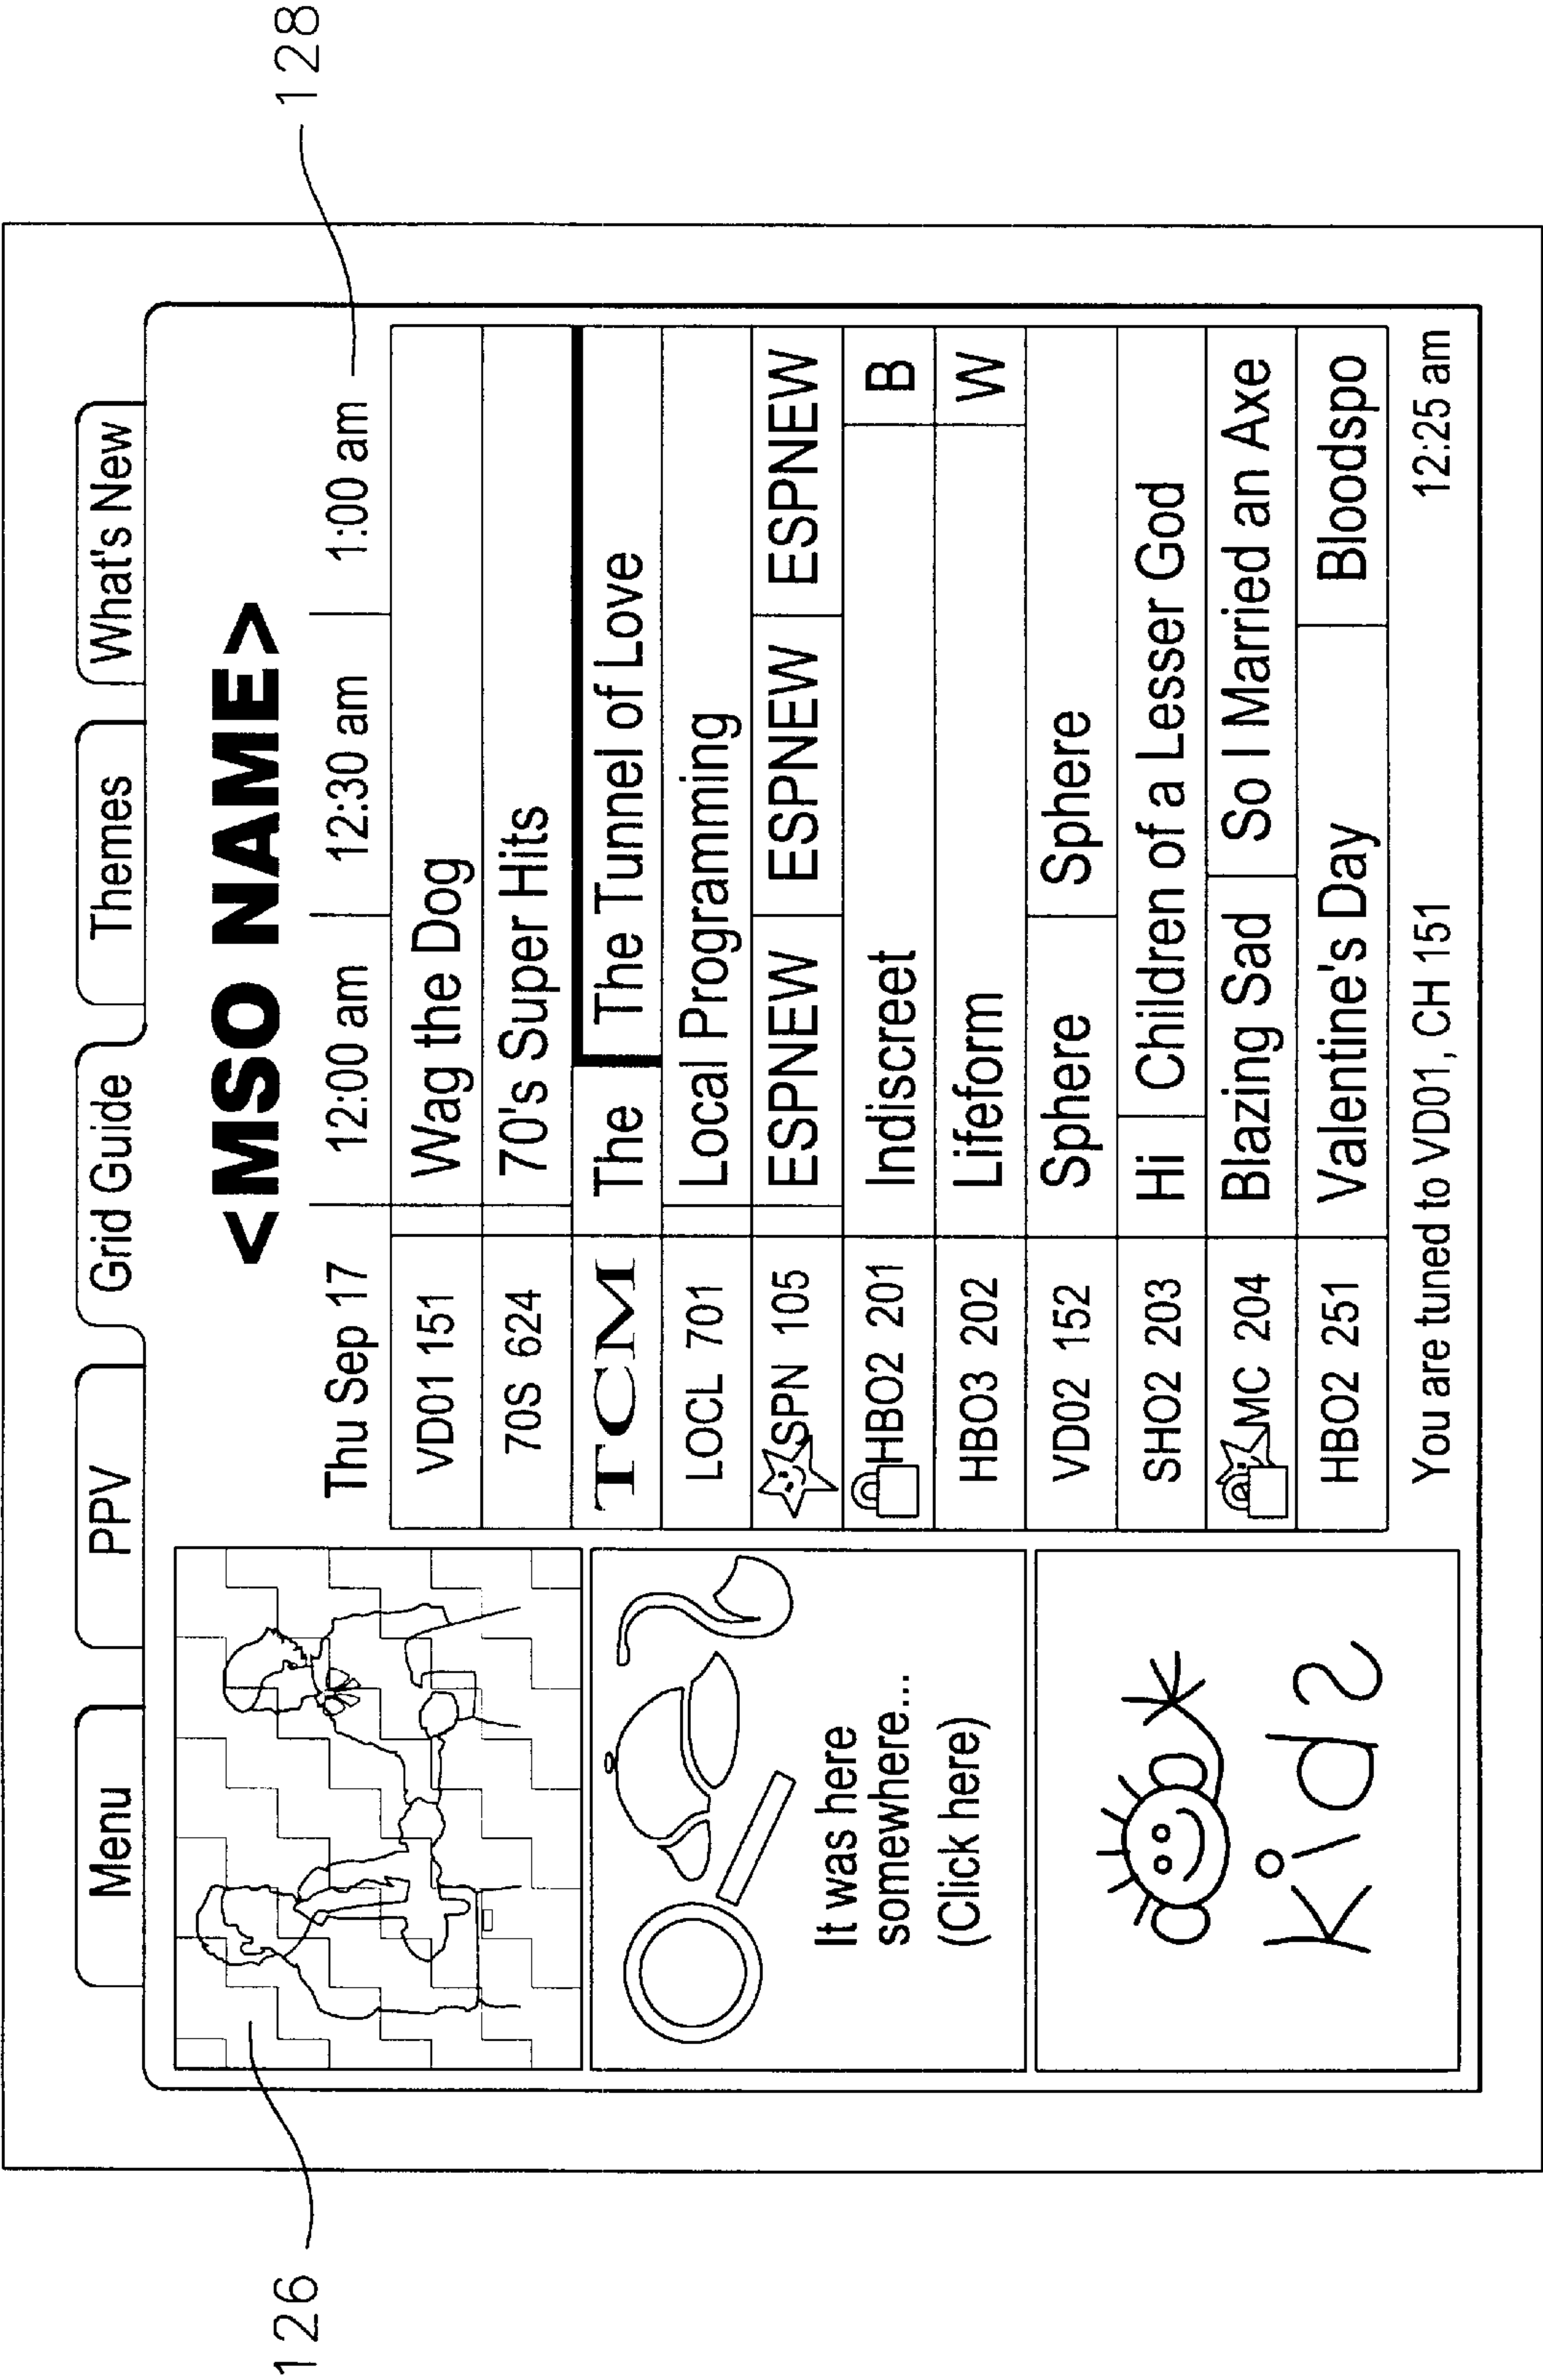 Menu PPV Grid Guide Themes What's New
<MSO NAME>
128
126
Thu Sep 17 12:00 am 12:30 am 1:00 am
VD01 151 Wag the Dog
70S 624 70's Super Hits
TCM The The Tunnel of Love
LOCL 701 Local Programming
SPN 105 ESPNEW ESPNEW ESPNEW
HBO2 201 Indiscreet B
HBO3 202 Lifeform W
VD02 152 Sphere Sphere
SHO2 203 Hi Children of a Lesser God
MC 204 Blazing Sad So I Married an Axe
HBO2 251 Valentine's Day Bloodspo
You are tuned to VD01, CH 151 12:25 am
It was here
somewhere...
(Click here)
Kids